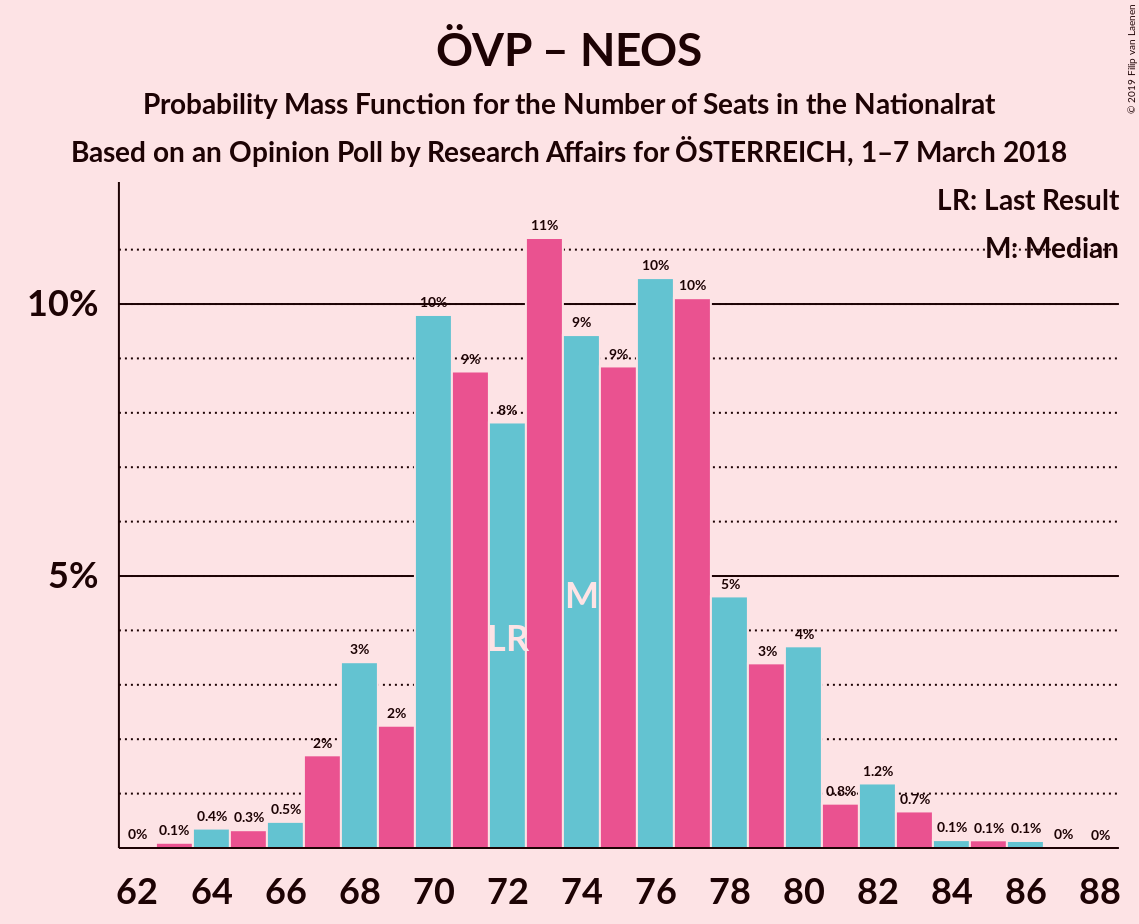 ÖVP – NEOS
Probability Mass Function for the Number of Seats in the Nationalrat
Based on an Opinion Poll by Research Affairs for ÖSTERREICH, 1–7 March 2018
© 2019 Filip van Laenen
LR: Last Result
M: Median
10%
5%
0% 0.1% 0.4% 0.3% 0.5% 2% 3% 2% 10% 9% 8% 11% 9% 9% 10% 10% 5% 3% 4% 0.8% 1.2% 0.7% 0.1% 0.1% 0.1% 0% 0%
M
LR
62 64 66 68 70 72 74 76 78 80 82 84 86 88